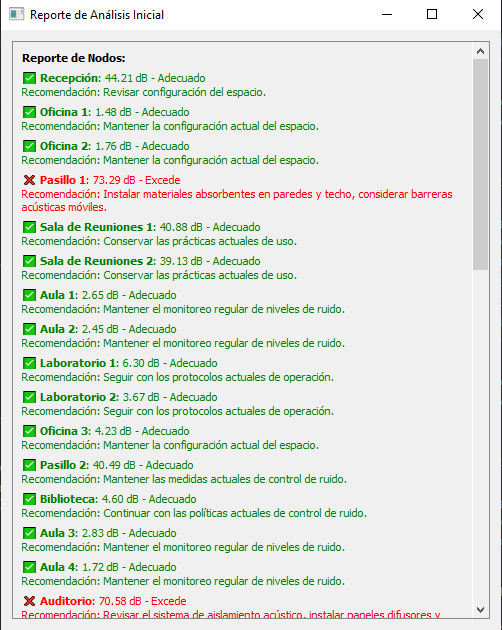 Reporte de Análisis Inicial
Reporte de Nodos:
Recepción: 44.21 dB - Adecuado
Recomendación: Revisar configuración del espacio.
Oficina 1: 1.48 dB - Adecuado
Recomendación: Mantener la configuración actual del espacio.
Oficina 2: 1.76 dB - Adecuado
Recomendación: Mantener la configuración actual del espacio.
Pasillo 1: 73.29 dB - Excede
Recomendación: Instalar materiales absorbentes en paredes y techo, considerar barreras
acústicas móviles.
Sala de Reuniones 1: 40.88 dB - Adecuado
Recomendación: Conservar las prácticas actuales de uso.
Sala de Reuniones 2: 39.13 dB - Adecuado
Recomendación: Conservar las prácticas actuales de uso.
Aula 1: 2.65 dB - Adecuado
Recomendación: Mantener el monitoreo regular de niveles de ruido.
Aula 2: 2.45 dB - Adecuado
Recomendación: Mantener el monitoreo regular de niveles de ruido.
Laboratorio 1: 6.30 dB - Adecuado
Recomendación: Seguir con los protocolos actuales de operación.
Laboratorio 2: 3.67 dB - Adecuado
Recomendación: Seguir con los protocolos actuales de operación.
Oficina 3: 4.23 dB - Adecuado
Recomendación: Mantener la configuración actual del espacio.
Pasillo 2: 40.49 dB - Adecuado
Recomendación: Mantener las medidas actuales de control de ruido.
Biblioteca: 4.60 dB - Adecuado
Recomendación: Continuar con las políticas actuales de control de ruido.
Aula 3: 2.83 dB - Adecuado
Recomendación: Mantener el monitoreo regular de niveles de ruido.
Aula 4: 1.72 dB - Adecuado
Recomendación: Mantener el monitoreo regular de niveles de ruido.
Auditorio: 70.58 dB - Excede
Recomendación: Revisar el sistema de aislamiento acústico, instalar paneles difusores y